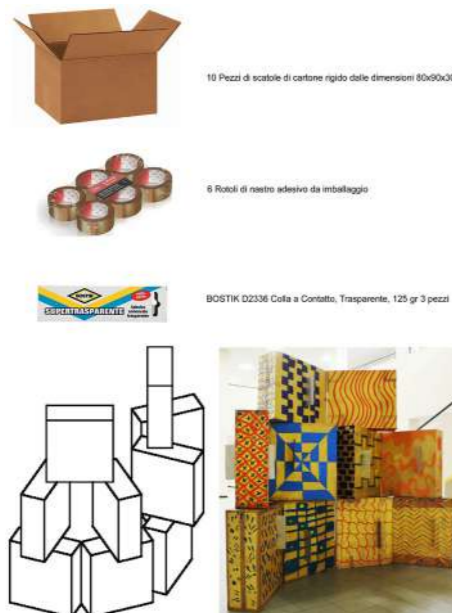 10 Pezzi di scatole di cartone rigido dalle dimensioni 80x90x30
6 Rotoli di nastro adesivo da imballaggio
BOSTIK
SUPERTRASPARENTE
BOSTIK D2336 Colla a Contatto, Trasparente, 125 gr 3 pezzi